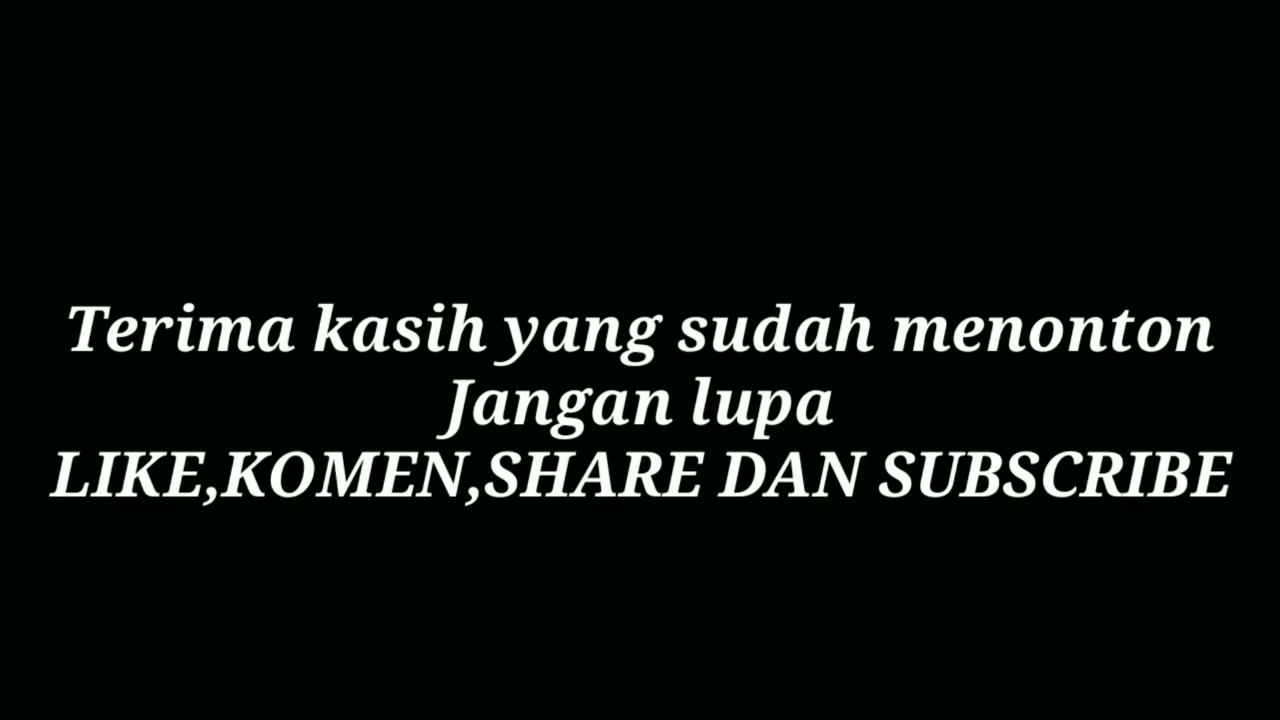 Terima kasih yang sudah menonton
Jangan lupa
LIKE,KOMEN,SHARE DAN SUBSCRIBE